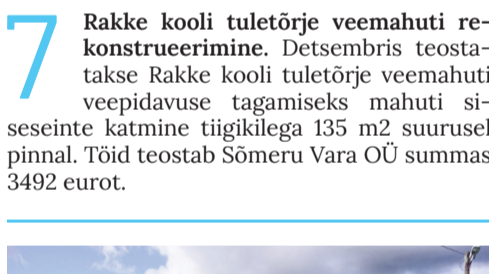 7
Rakke kooli tuletõrje veemahuti re-
konstrueerimine. Detsembris teosta-
takse Rakke kooli tuletõrje veemahuti
veepidavuse tagamiseks mahuti si-
seseinte katmine tiigikilega 135 m2 suurusel
pinnal. Töid teostab Sõmeru Vara OÜ summas
3492 eurot.